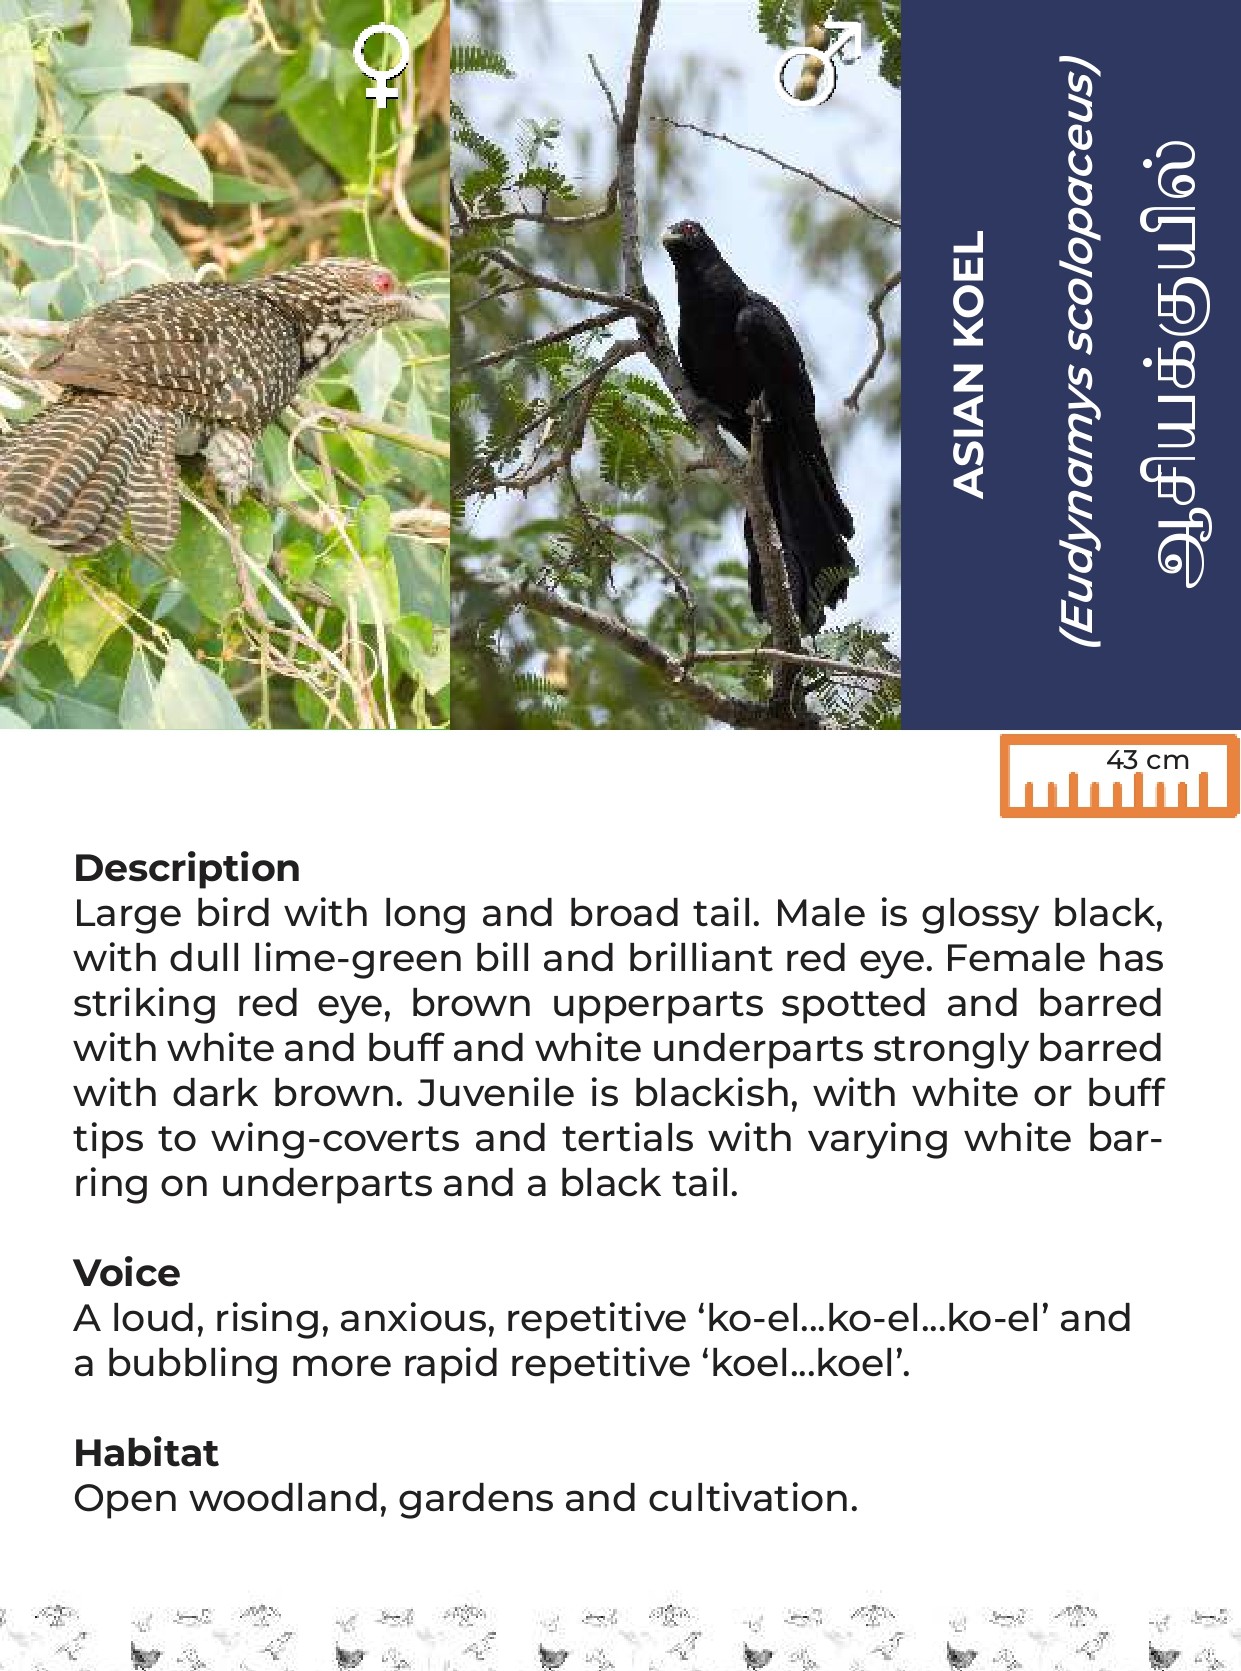 ASIAN KOEL
(Eudynamys scolopaceus)
ஆசியக்குயில்
43 cm
Description
Large bird with long and broad tail. Male is glossy black,
with dull lime-green bill and brilliant red eye. Female has
striking red eye, brown upperparts spotted and barred
with white and buff and white underparts strongly barred
with dark brown. Juvenile is blackish, with white or buff
tips to wing-coverts and tertials with varying white bar-
ring on underparts and a black tail.
Voice
A loud, rising, anxious, repetitive ‘ko-el...ko-el...ko-el’ and
a bubbling more rapid repetitive ‘koel...koel’.
Habitat
Open woodland, gardens and cultivation.